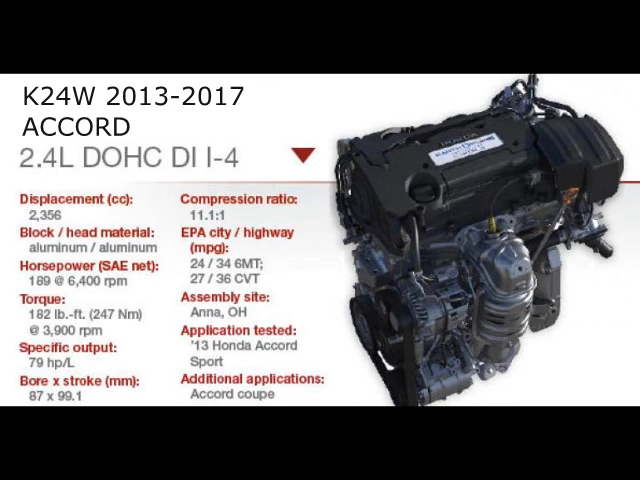 K24W 2013-2017
ACCORD
2.4L DOHC DI I-4
Displacement (cc):
2,356
Block / head material:
aluminum / aluminum
Horsepower (SAE net):
189 @ 6,400 rpm
Torque:
182 lb.-ft. (247 Nm)
@ 3,900 rpm
Specific output:
79 hp/L
Bore x stroke (mm):
87 x 99.1
Compression ratio:
11.1:1
EPA city / highway
(mpg):
24 / 34 6MT;
27 / 36 CVT
Assembly site:
Anna, OH
Application tested:
'13 Honda Accord
Sport
Additional applications:
Accord coupe
HONDA
EARTH DREAMS